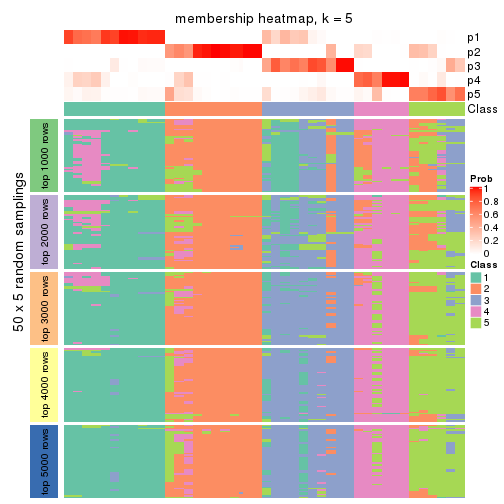 membership heatmap, k = 5
p1
p2
p3
p4
p5
Class
50 x 5 random samplings
top 1000 rows
top 2000 rows
top 3000 rows
top 4000 rows
top 5000 rows
Prob
1
0.8
0.6
0.4
0.2
0
Class
1
2
3
4
5